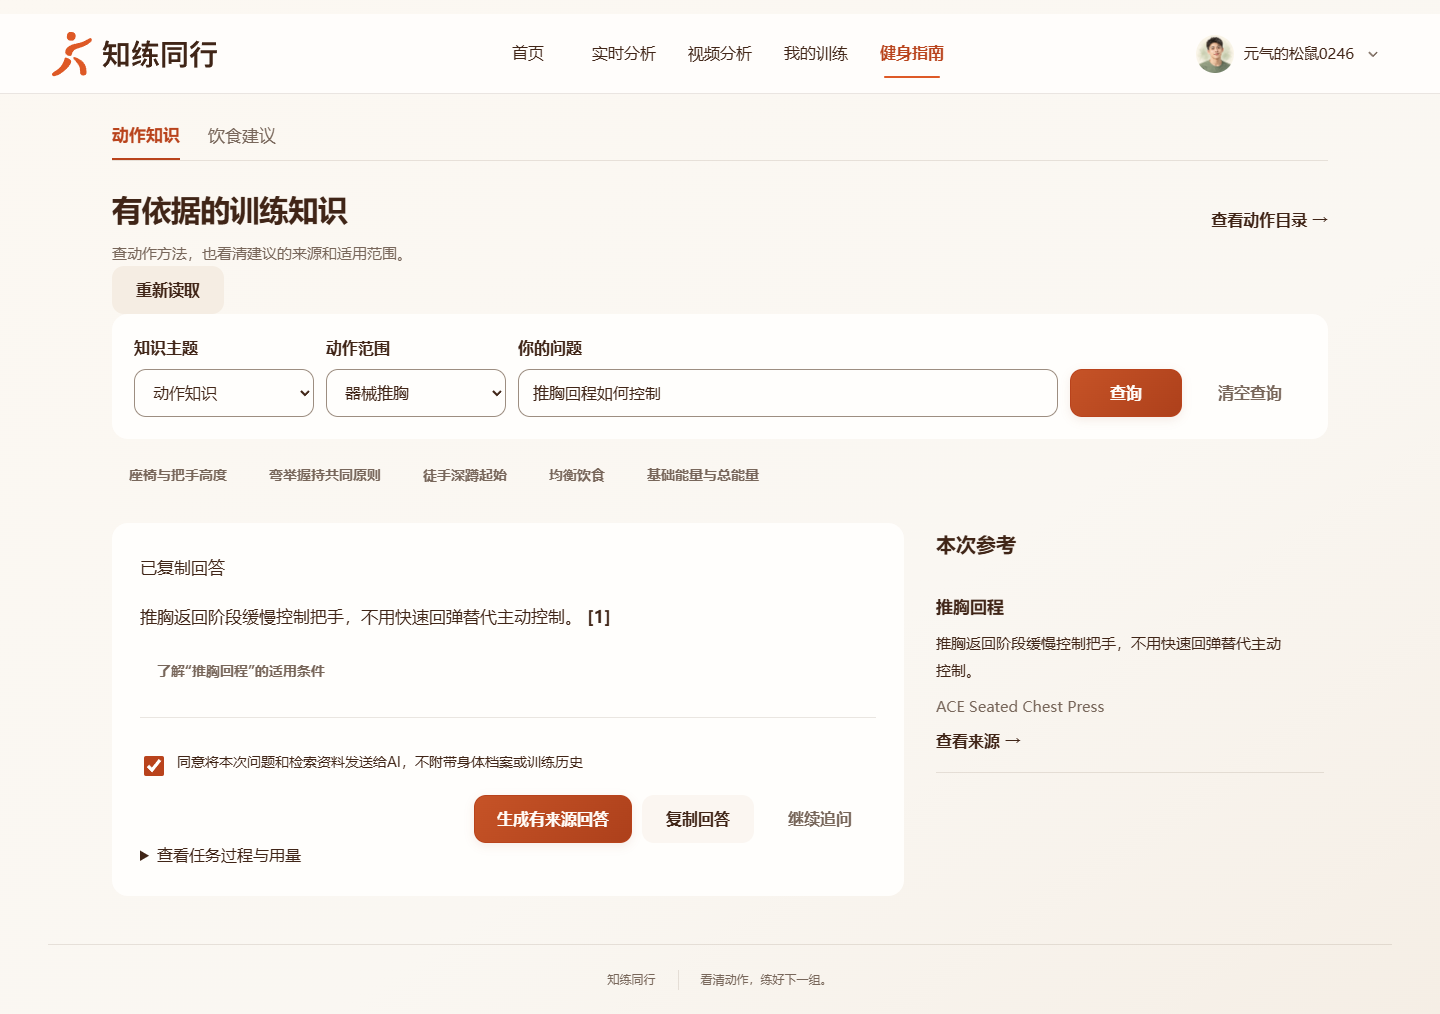 知练同行
首页 实时分析 视频分析 我的训练 健身指南
元气的松鼠0246
动作知识 饮食建议
有依据的训练知识
查看动作目录 →
查动作方法，也看清建议的来源和适用范围。
重新读取
知识主题 动作范围 你的问题
动作知识 器械推胸 推胸回程如何控制 查询 清空查询
座椅与把手高度 弯举握持共同原则 徒手深蹲起始 均衡饮食 基础能量与总能量
已复制回答
推胸返回阶段缓慢控制把手，不用快速回弹替代主动控制。 [1]
了解“推胸回程”的适用条件
同意将本次问题和检索资料发送给AI，不附带身体档案或训练历史
生成有来源回答 复制回答 继续追问
查看任务过程与用量
本次参考
推胸回程
推胸返回阶段缓慢控制把手，不用快速回弹替代主动
控制。
ACE Seated Chest Press
查看来源 →
知练同行 看清动作，练好下一组。